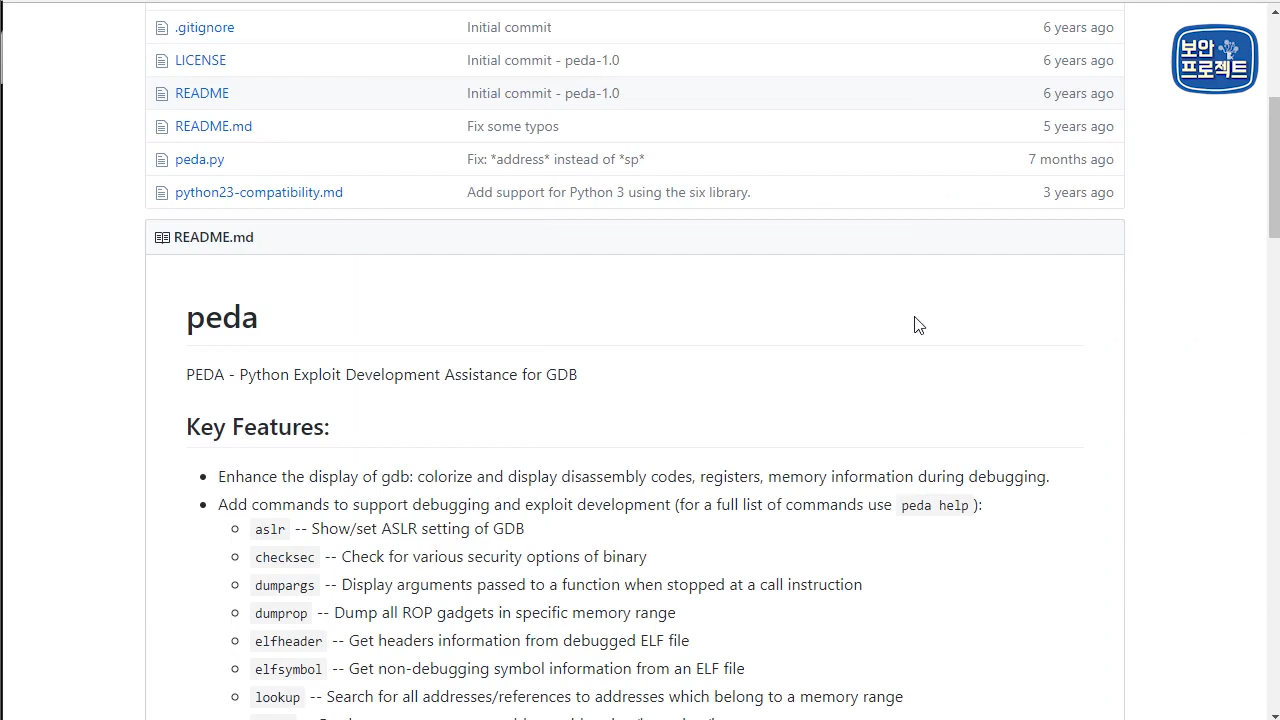 .gitignore Initial commit 6 years ago
보안
프로젝트
LICENSE Initial commit - peda-1.0 6 years ago
README Initial commit - peda-1.0 6 years ago
README.md Fix some typos 5 years ago
peda.py Fix: *address* instead of *sp* 7 months ago
python23-compatibility.md Add support for Python 3 using the six library. 3 years ago
README.md
peda
PEDA - Python Exploit Development Assistance for GDB
Key Features:
Enhance the display of gdb: colorize and display disassembly codes, registers, memory information during debugging.
Add commands to support debugging and exploit development (for a full list of commands use peda help ):
aslr -- Show/set ASLR setting of GDB
checksec -- Check for various security options of binary
dumpargs -- Display arguments passed to a function when stopped at a call instruction
dumprop -- Dump all ROP gadgets in specific memory range
elfheader -- Get headers information from debugged ELF file
elfsymbol -- Get non-debugging symbol information from an ELF file
lookup -- Search for all addresses/references to addresses which belong to a memory range